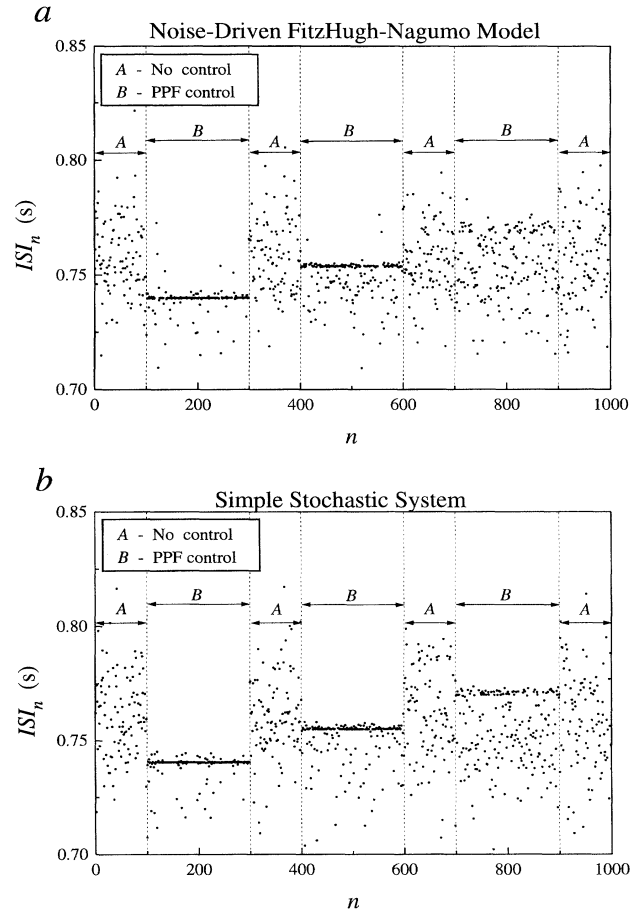 a
Noise-Driven FitzHugh-Nagumo Model
0.85
A - No control
B - PPF control
A B A B A B A
0.80
ISIn (s)
0.75
0.70
0 200 400 600 800 1000
n
b
Simple Stochastic System
0.85
A - No control
B - PPF control
A B A B A B A
0.80
ISIn (s)
0.75
0.70
0 200 400 600 800 1000
n